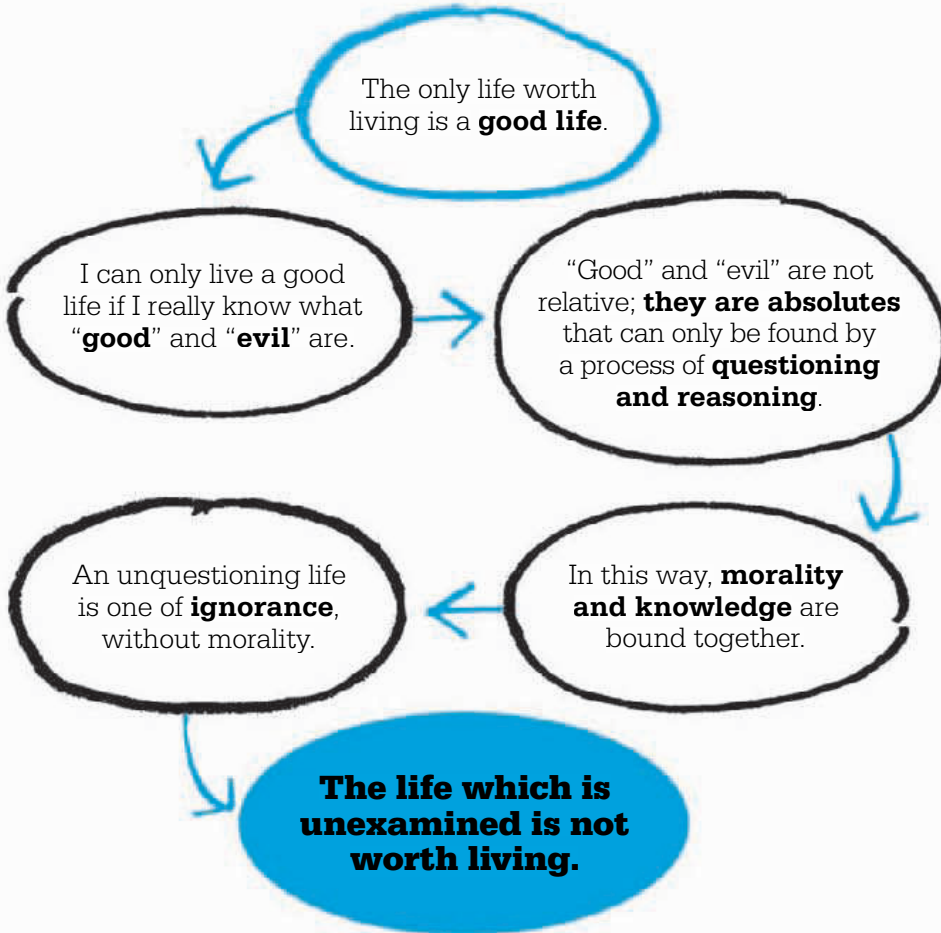 The only life worth
living is a good life.
I can only live a good
life if I really know what
“good” and “evil” are.
“Good” and “evil” are not
relative; they are absolutes
that can only be found by
a process of questioning
and reasoning.
In this way, morality
and knowledge are
bound together.
An unquestioning life
is one of ignorance,
without morality.
The life which is
unexamined is not
worth living.